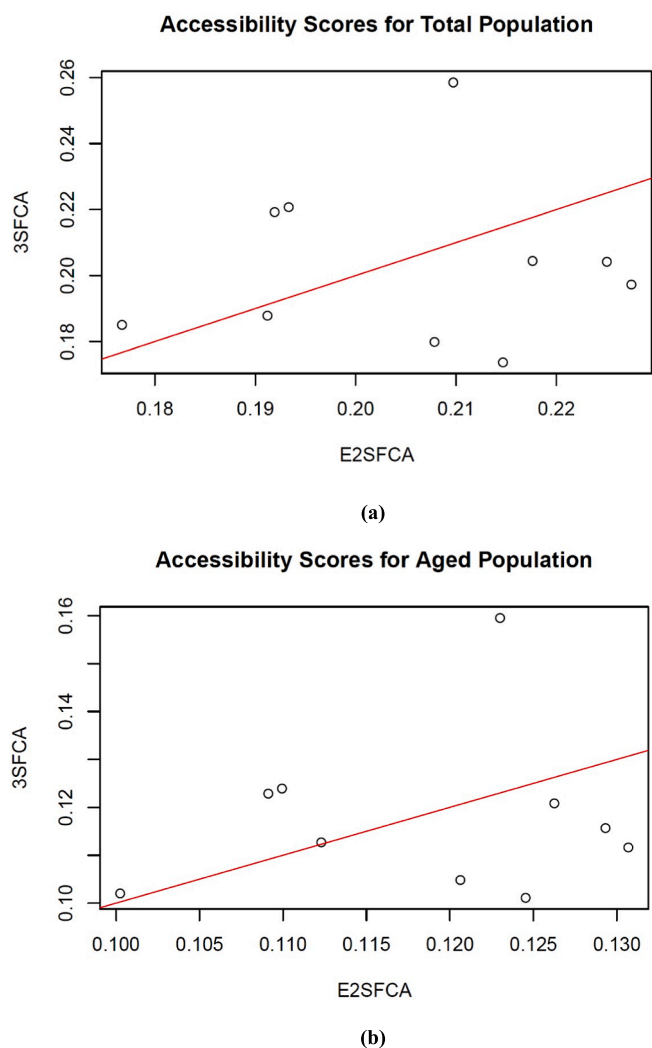 Accessibility Scores for Total Population
0.26
0.24
0.22
0.20
0.18
3SFCA
0.18 0.19 0.20 0.21 0.22
E2SFCA
(a)
Accessibility Scores for Aged Population
0.16
0.14
0.12
0.10
3SFCA
0.100 0.105 0.110 0.115 0.120 0.125 0.130
E2SFCA
(b)